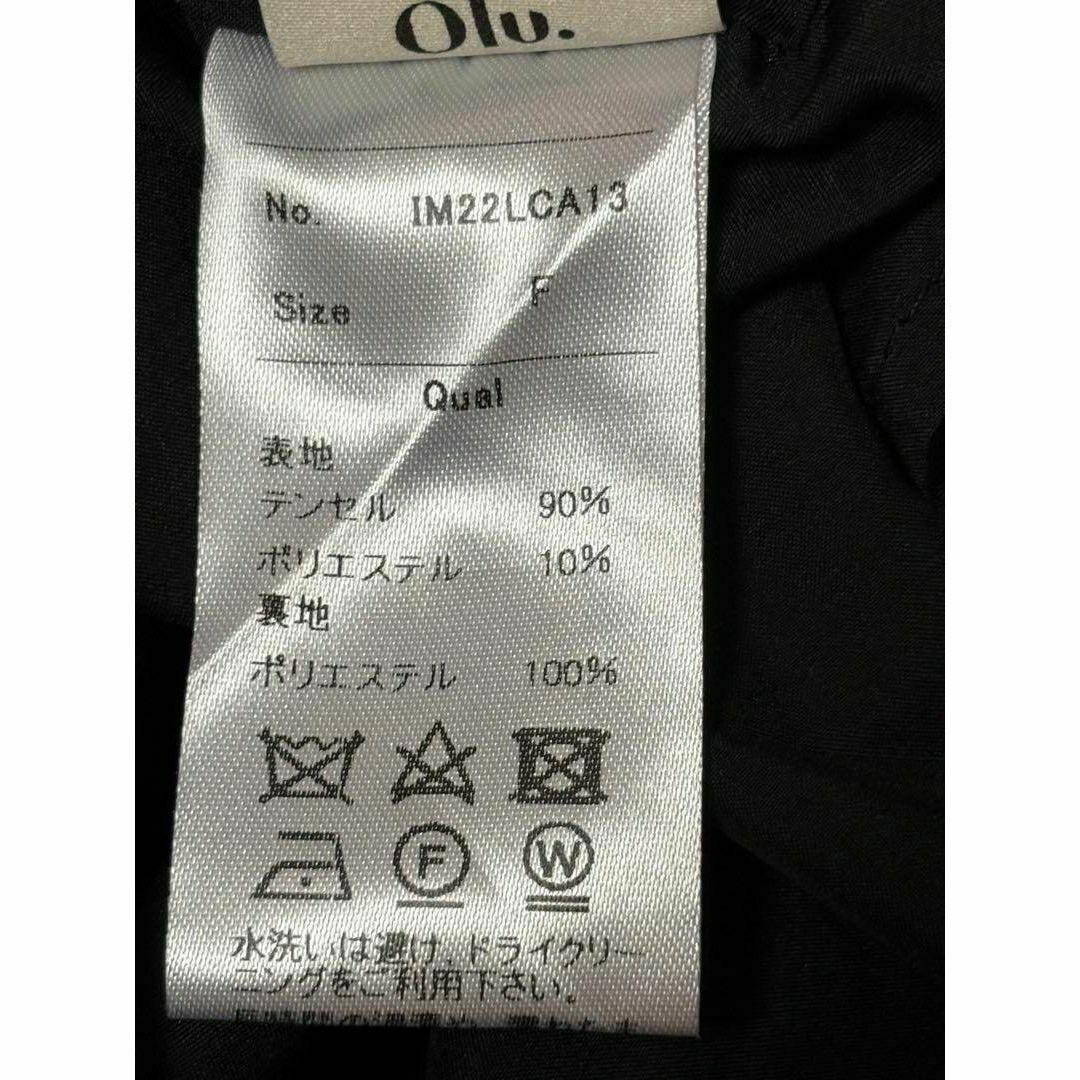 Olu.
No. IM22LCA13
Size F
Qual
表地
テンセル 90%
ポリエステル 10%
裏地
ポリエステル 100%
F W
水洗いは避け、ドライクリー
ニングをご利用下さい。